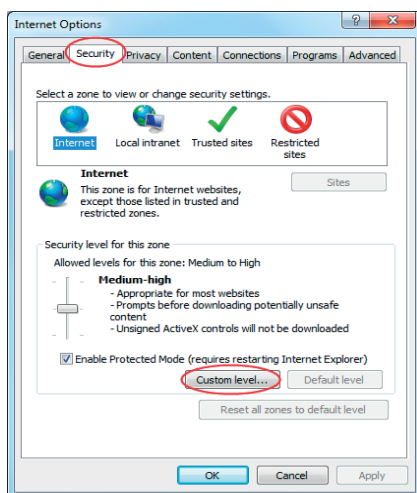 Internet Options
General Security Privacy Content Connections Programs Advanced
Select a zone to view or change security settings.
Internet Local intranet Trusted sites Restricted
sites
Internet
Sites
This zone is for Internet websites,
except those listed in trusted and
restricted zones.
Security level for this zone
Allowed levels for this zone: Medium to High
Medium-high
- Appropriate for most websites
- Prompts before downloading potentially unsafe
content
- Unsigned ActiveX controls will not be downloaded
Enable Protected Mode (requires restarting Internet Explorer)
Custom level... Default level
Reset all zones to default level
OK Cancel Apply